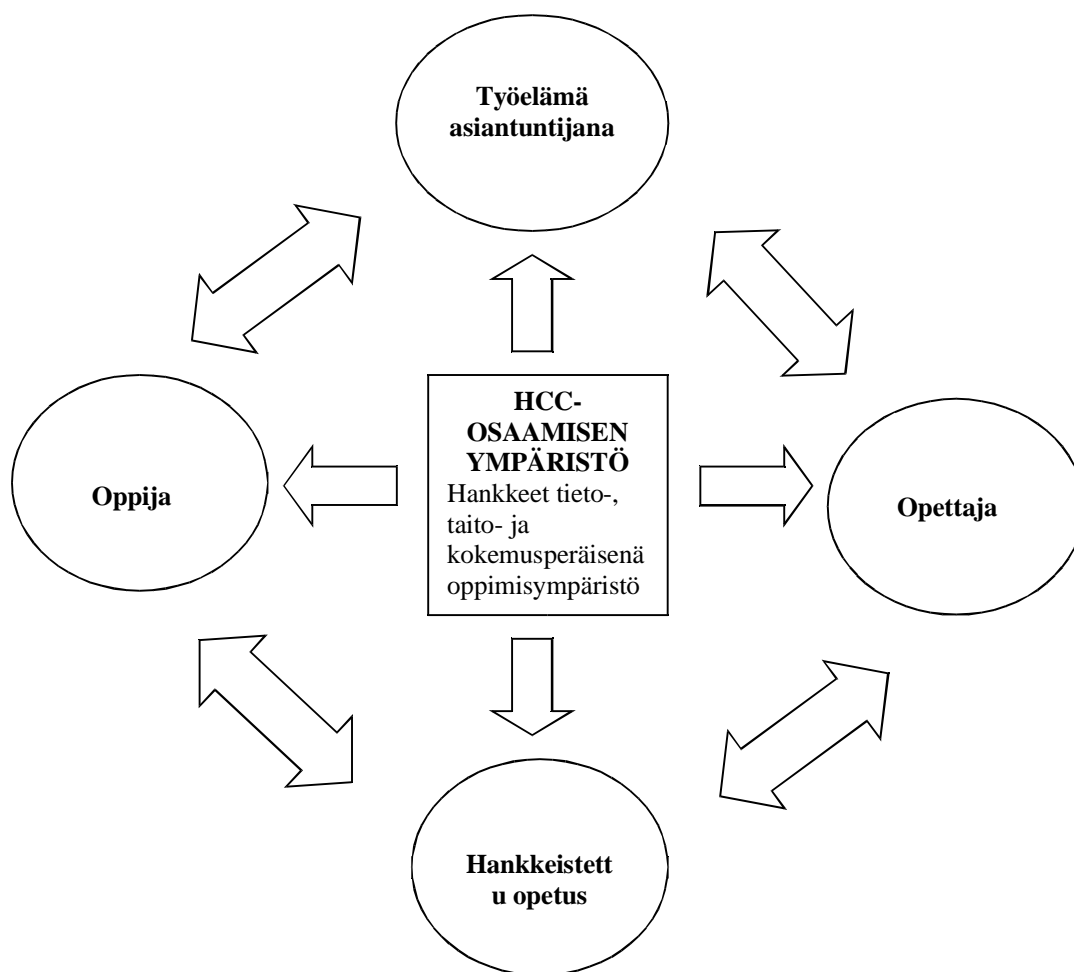 Työelämä
asiantuntijana
HCC-
OSAAMISEN
YMPÄRISTÖ
Hankkeet tieto-,
taito- ja
kokemusperäisenä
oppimisympäristö
Oppija
Opettaja
Hankkeistett
u opetus